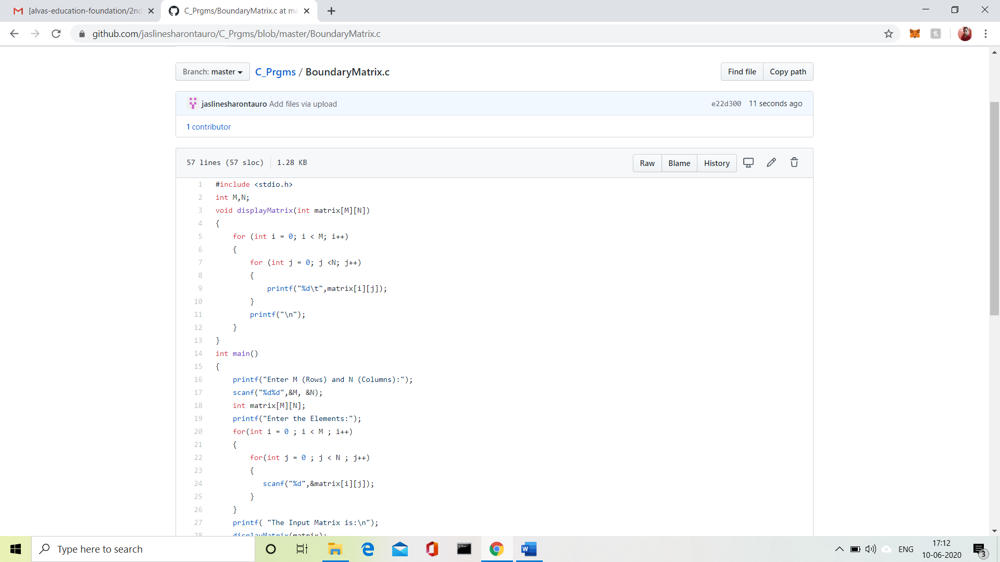 [alvas-education-foundation/2nd
C_Prgms/BoundaryMatrix.c at ma
github.com/jaslinesharontauro/C_Prgms/blob/master/BoundaryMatrix.c
Branch: master
C_Prgms / BoundaryMatrix.c
Find file
Copy path
jaslinesharontauro Add files via upload
e22d300 11 seconds ago
1 contributor
57 lines (57 sloc) 1.28 KB
Raw
Blame
History
1 #include <stdio.h>
2 int M,N;
3 void displayMatrix(int matrix[M][N])
4 {
5 for (int i = 0; i < M; i++)
6 {
7 for (int j = 0; j <N; j++)
8 {
9 printf("%d\t",matrix[i][j]);
10 }
11 printf("\n");
12 }
13 }
14 int main()
15 {
16 printf("Enter M (Rows) and N (Columns):");
17 scanf("%d%d",&M, &N);
18 int matrix[M][N];
19 printf("Enter the Elements:");
20 for(int i = 0 ; i < M ; i++)
21 {
22 for(int j = 0 ; j < N ; j++)
23 {
24 scanf("%d",&matrix[i][j]);
25 }
26 }
27 printf( "The Input Matrix is:\n");
28 displayMatrix(matrix);
Type here to search
ENG
17:12
10-06-2020
3